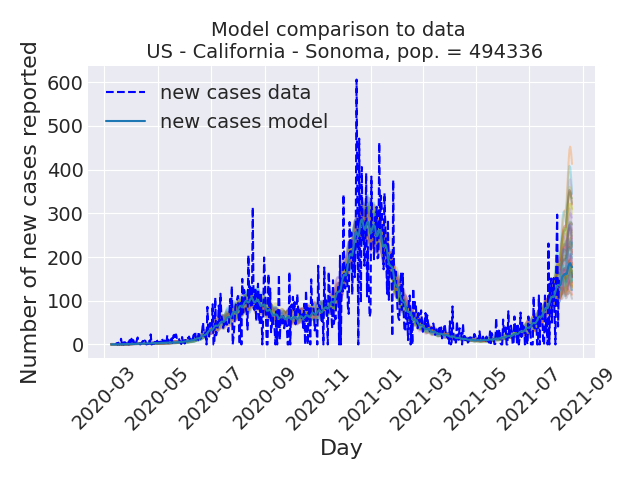 Model comparison to data
US - California - Sonoma, pop. = 494336
Number of new cases reported
600
500
400
300
200
100
0
new cases data
new cases model
2020-03
2020-05
2020-07
2020-09
2020-11
2021-01
2021-03
2021-05
2021-07
2021-09
Day